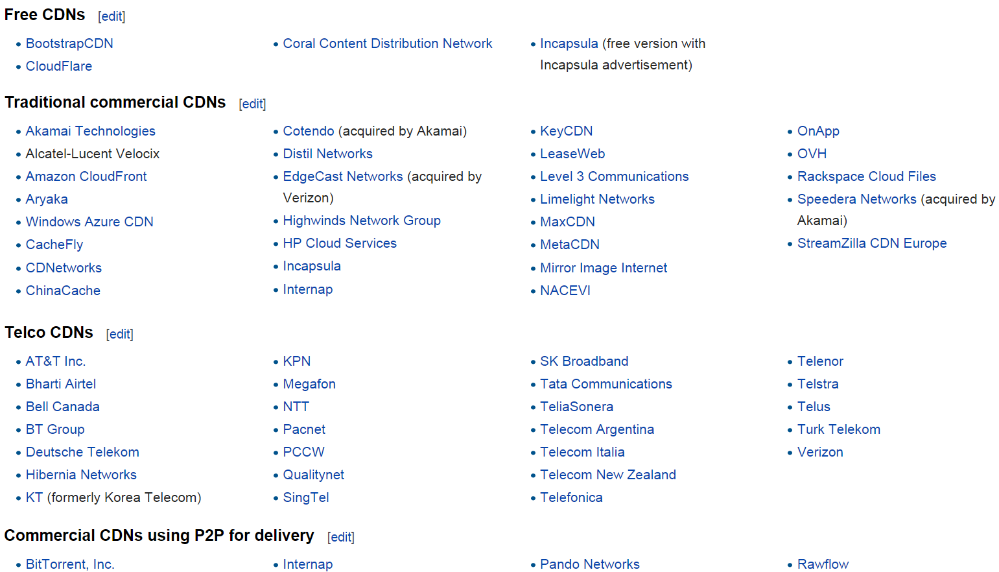 Free CDNs [edit]
• BootstrapCDN
• CloudFlare
• Coral Content Distribution Network
• Incapsula (free version with
Incapsula advertisement)
Traditional commercial CDNs [edit]
• Akamai Technologies
• Alcatel-Lucent Velocix
• Amazon CloudFront
• Aryaka
• Windows Azure CDN
• CacheFly
• CDNetworks
• ChinaCache
• Cotendo (acquired by Akamai)
• Distil Networks
• EdgeCast Networks (acquired by
Verizon)
• Highwinds Network Group
• HP Cloud Services
• Incapsula
• Internap
• KeyCDN
• LeaseWeb
• Level 3 Communications
• Limelight Networks
• MaxCDN
• MetaCDN
• Mirror Image Internet
• NACEVI
• OnApp
• OVH
• Rackspace Cloud Files
• Speedera Networks (acquired by
Akamai)
• StreamZilla CDN Europe
Telco CDNs [edit]
• AT&T Inc.
• Bharti Airtel
• Bell Canada
• BT Group
• Deutsche Telekom
• Hibernia Networks
• KT (formerly Korea Telecom)
• KPN
• Megafon
• NTT
• Pacnet
• PCCW
• Qualitynet
• SingTel
• SK Broadband
• Tata Communications
• TeliaSonera
• Telecom Argentina
• Telecom Italia
• Telecom New Zealand
• Telefonica
• Telenor
• Telstra
• Telus
• Turk Telekom
• Verizon
Commercial CDNs using P2P for delivery [edit]
• BitTorrent, Inc.
• Internap
• Pando Networks
• Rawflow